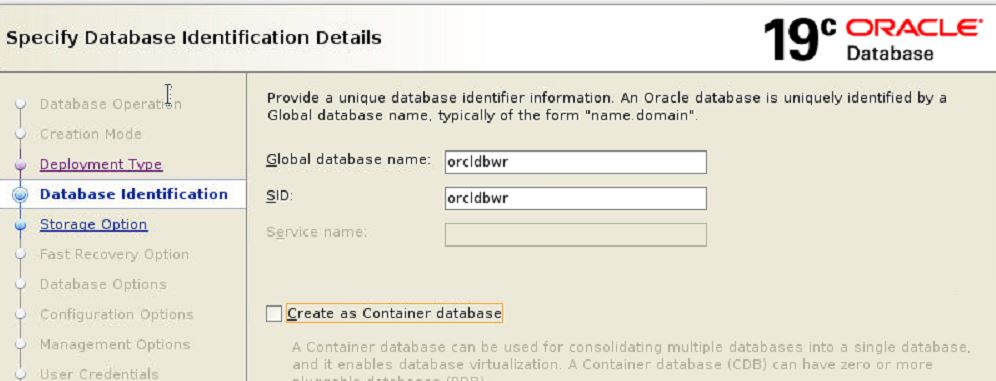 Specify Database Identification Details
19c ORACLE
Database
Database Operation
Creation Mode
Deployment Type
Database Identification
Storage Option
Fast Recovery Option
Database Options
Configuration Options
Management Options
User Credentials
Provide a unique database identifier information. An Oracle database is uniquely identified by a
Global database name, typically of the form "name.domain".
Global database name: orcldbwr
SID: orcldbwr
Service name:
Create as Container database
A Container database can be used for consolidating multiple databases into a single database,
and it enables database virtualization. A Container database (CDB) can have zero or more
pluggable databases (PDB)